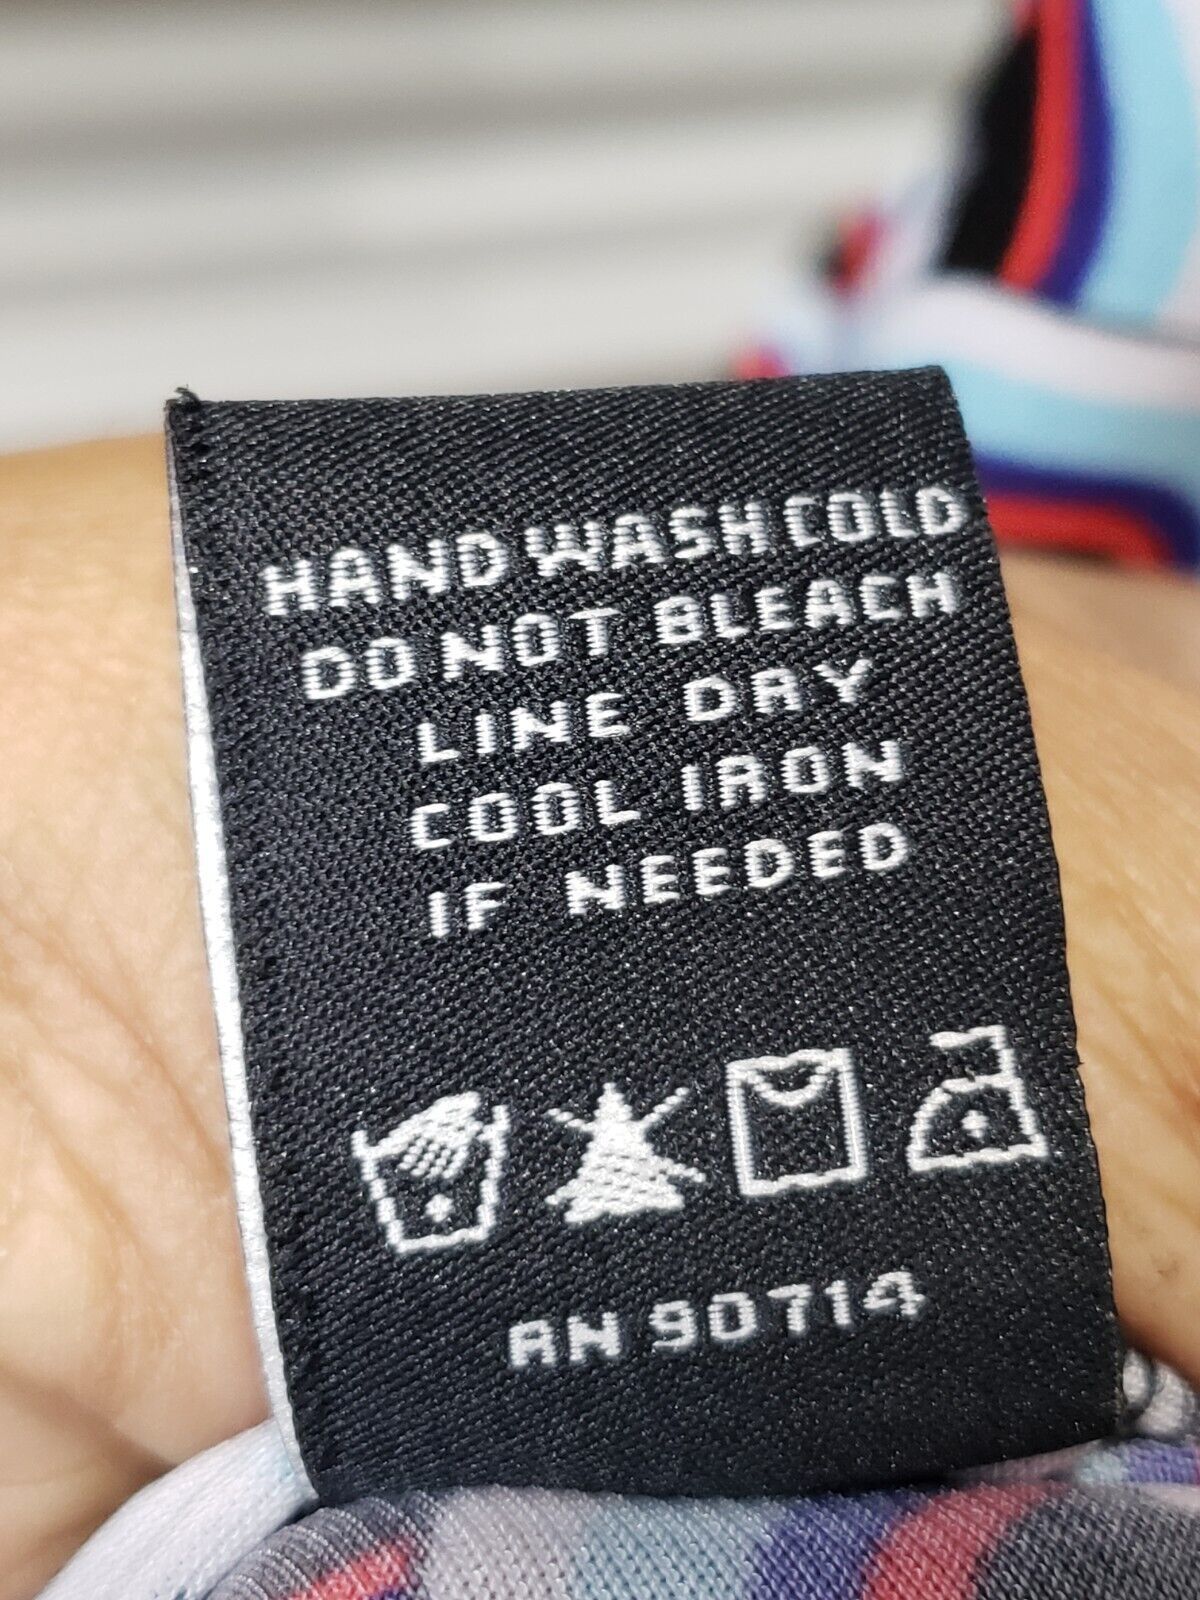 HAND WASH COLD
DO NOT BLEACH
LINE DRY
COOL IRON
IF NEEDED
RN 90714